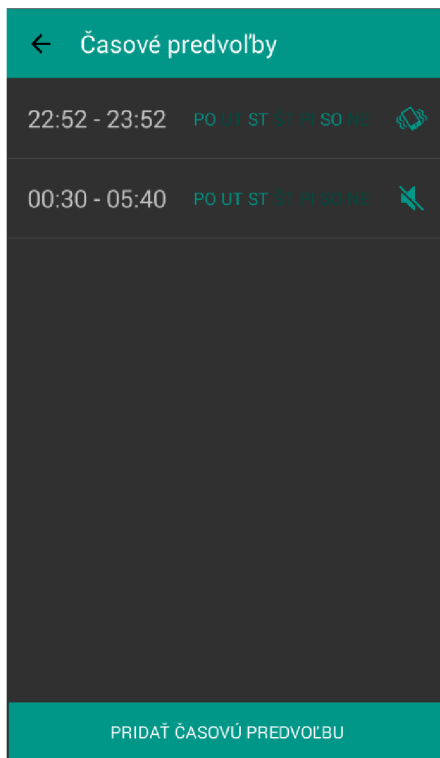 Časové predvoľby
22:52 - 23:52 PO UT ST ŠT PI SO NE
00:30 - 05:40 PO UT ST ŠT PI SO NE
PRIDAŤ ČASOVÚ PREDVOĽBU